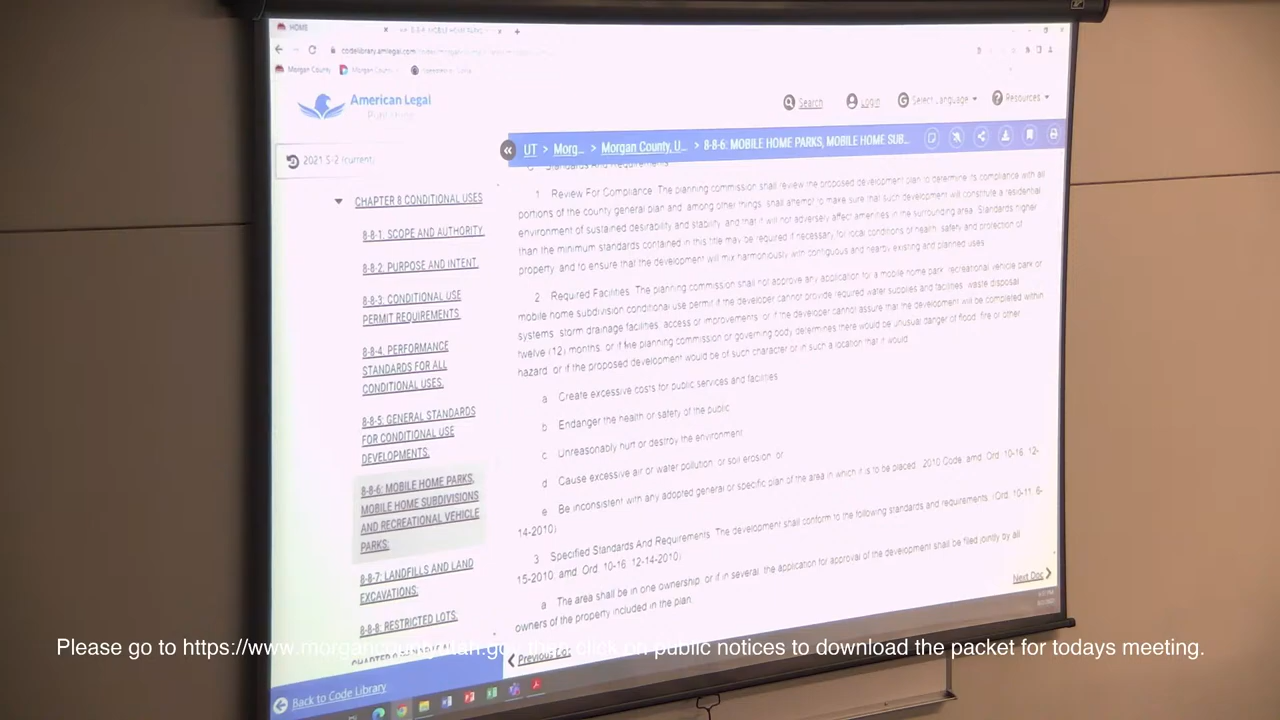 HOME
8-8-6: MOBILE HOME PARKS
codelibrary.amlegal.com
Morgan County
Morgan County
American Legal
Search
Login
Select Language
Resources
2021 S-2 (current)
UT > Morg... > Morgan County, U... > 8-8-6: MOBILE HOME PARKS, MOBILE HOME SUB...
CHAPTER 8 CONDITIONAL USES
8-8-1: SCOPE AND AUTHORITY:
8-8-2: PURPOSE AND INTENT:
8-8-3: CONDITIONAL USE
PERMIT REQUIREMENTS:
8-8-4: PERFORMANCE
STANDARDS FOR ALL
CONDITIONAL USES:
8-8-5: GENERAL STANDARDS
FOR CONDITIONAL USE
DEVELOPMENTS:
8-8-6: MOBILE HOME PARKS,
MOBILE HOME SUBDIVISIONS
AND RECREATIONAL VEHICLE
PARKS:
8-8-7: LANDFILLS AND LAND
EXCAVATIONS:
8-8-8: RESTRICTED LOTS:
Back to Code Library
Standards And Requirements
1 Review For Compliance: The planning commission shall review the proposed development plan to determine its compliance with all
portions of the county general plan and, among other things, shall attempt to make sure that such development will constitute a residential
environment of sustained desirability and stability, and that it will not adversely affect amenities in the surrounding area. Standards higher
than the minimum standards contained in this title may be required if necessary for local conditions of health, safety and protection of
property, and to ensure that the development will mix harmoniously with contiguous and nearby existing and planned uses.
2 Required Facilities: The planning commission shall not approve any application for a mobile home park, recreational vehicle park or
mobile home subdivision conditional use permit if the developer cannot provide required water supplies and facilities, waste disposal
systems, storm drainage facilities, access or improvements, or if the developer cannot assure that the development will be completed within
twelve (12) months, or if the planning commission or governing body determines there would be unusual danger of flood, fire or other
hazard, or if the proposed development would be of such character or in such a location that it would
a Create excessive costs for public services and facilities
b Endanger the health or safety of the public
c Unreasonably hurt or destroy the environment
d Cause excessive air or water pollution, or soil erosion, or
e Be inconsistent with any adopted general or specific plan of the area in which it is to be placed. (2010 Code; amd. Ord. 10-16, 12-
14-2010)
3 Specified Standards And Requirements: The development shall conform to the following standards and requirements: (Ord. 10-11, 6-
15-2010; amd. Ord. 10-16, 12-14-2010)
a The area shall be in one ownership, or if in several, the application for approval of the development shall be filed jointly by all
owners of the property included in the plan.
Next Doc
Previous Doc
Please go to https://www.morgancountyutah.gov then click on public notices to download the packet for todays meeting.